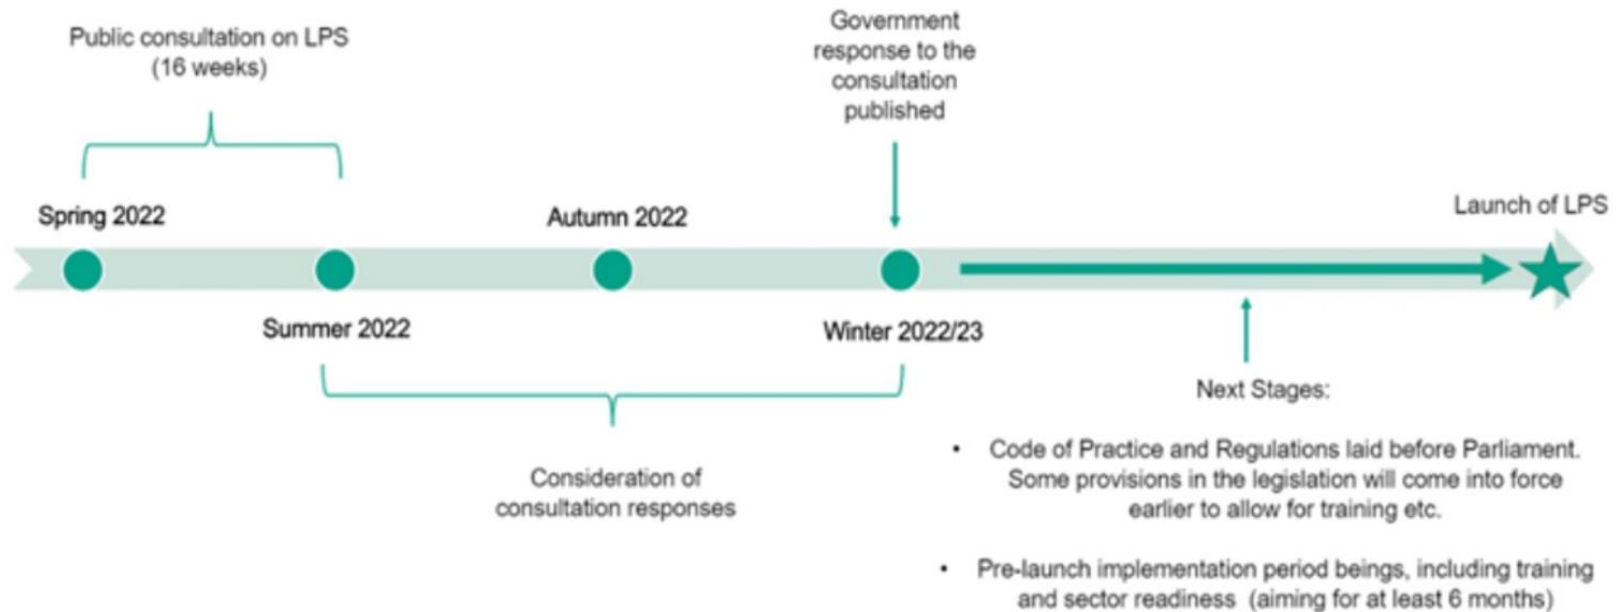 Public consultation on LPS
(16 weeks)
Government
response to the
consultation
published
Spring 2022
Autumn 2022
Launch of LPS
Summer 2022
Winter 2022/23
Consideration of
consultation responses
Next Stages:
• Code of Practice and Regulations laid before Parliament.
Some provisions in the legislation will come into force
earlier to allow for training etc.
• Pre-launch implementation period beings, including training
and sector readiness (aiming for at least 6 months)